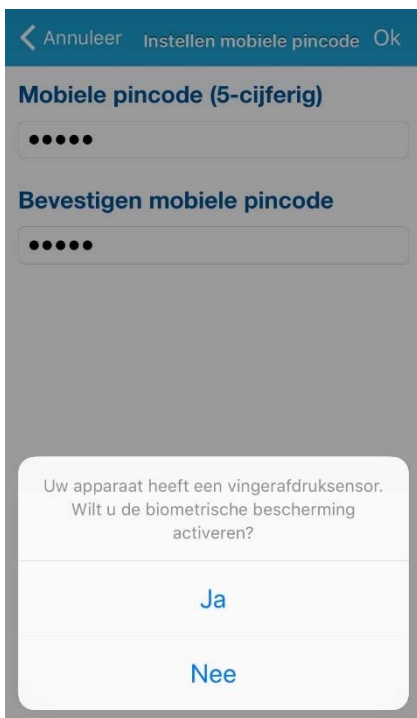 Annuleer Instellen mobiele pincode Ok
Mobiele pincode (5-cijferig)
●●●●●
Bevestigen mobiele pincode
●●●●●
Uw apparaat heeft een vingerafdruksensor.
Wilt u de biometrische bescherming
activeren?
Ja
Nee